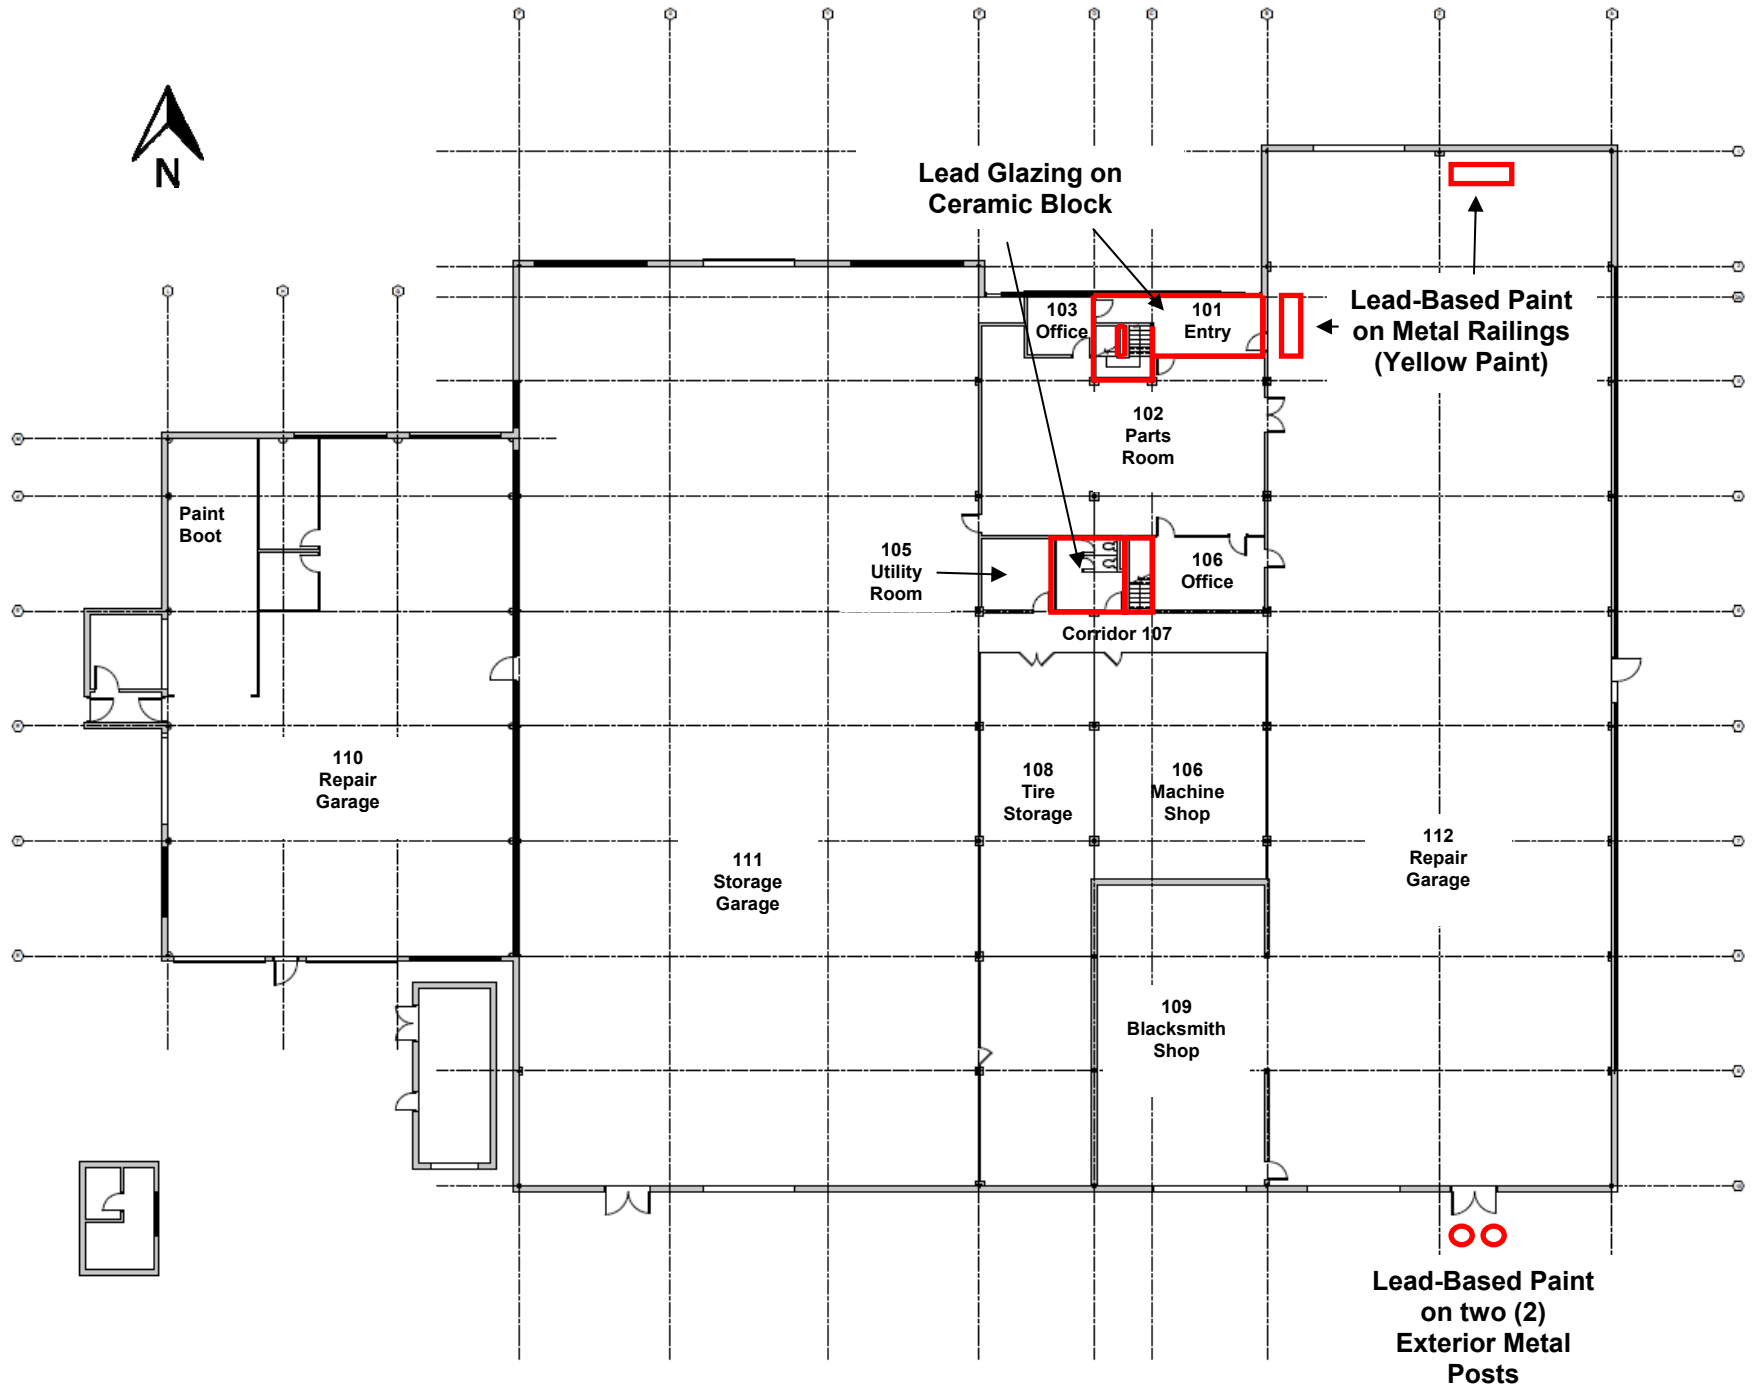 N
Lead Glazing on
Ceramic Block
103
Office
101
Entry
Lead-Based Paint
on Metal Railings
(Yellow Paint)
102
Parts
Room
Paint
Boot
105
Utility
Room
106
Office
Corridor 107
110
Repair
Garage
108
Tire
Storage
106
Machine
Shop
111
Storage
Garage
112
Repair
Garage
109
Blacksmith
Shop
Lead-Based Paint
on two (2)
Exterior Metal
Posts